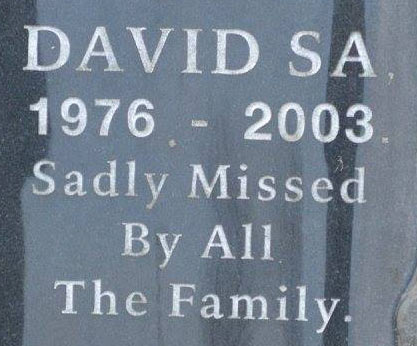 DAVID SA,
1976 - 2003.
Sadly Missed
By All
The Family.